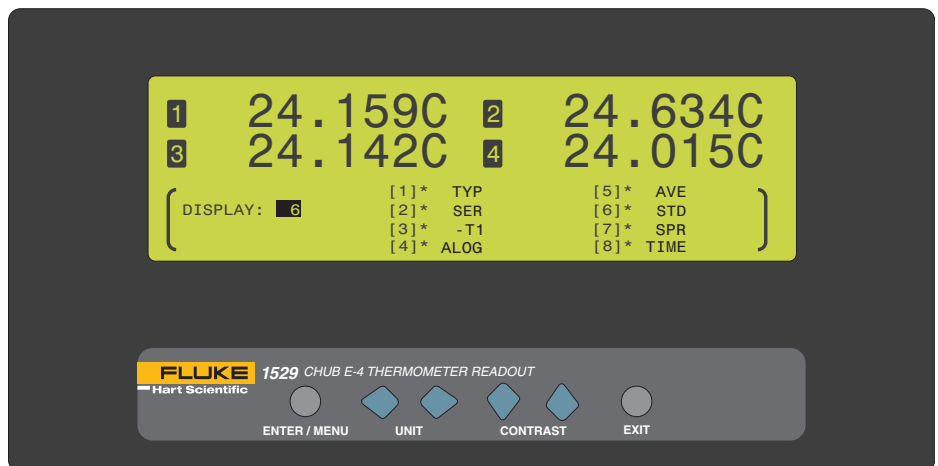 1 24.159C 2 24.634C
3 24.142C 4 24.015C
DISPLAY: 6
[1]* TYP [5]* AVE
[2]* SER [6]* STD
[3]* -T1 [7]* SPR
[4]* ALOG [8]* TIME
FLUKE 1529 CHUB E-4 THERMOMETER READOUT
Hart Scientific
ENTER / MENU UNIT CONTRAST EXIT